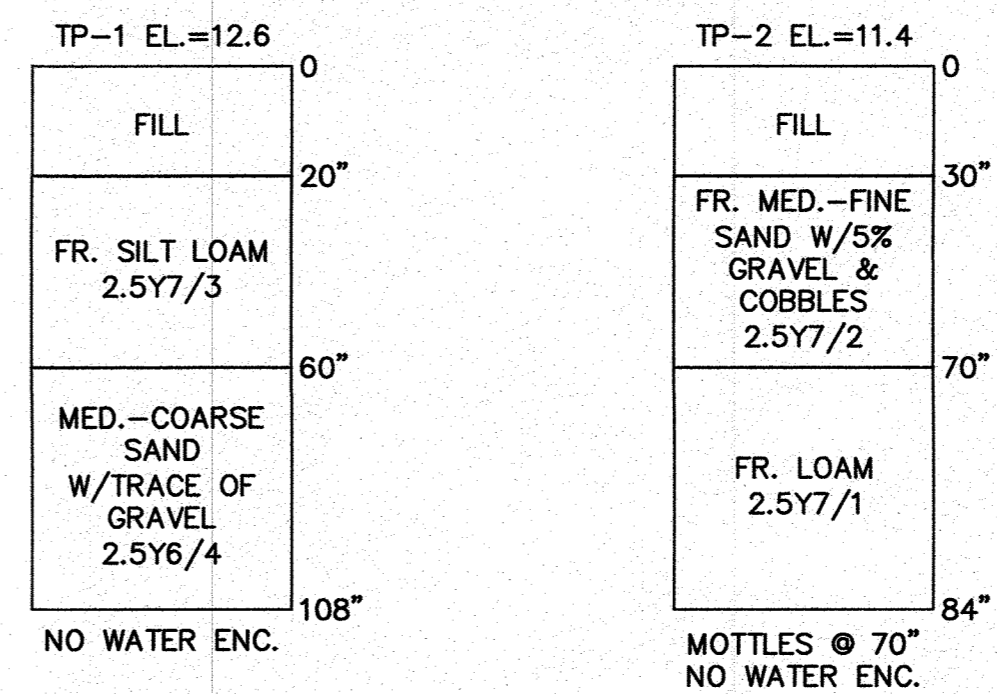 TP-1 EL.=12.6
0
FILL
20"
FR. SILT LOAM
2.5Y7/3
60"
MED.-COARSE
SAND
W/TRACE OF
GRAVEL
2.5Y6/4
108"
NO WATER ENC.
TP-2 EL.=11.4
0
FILL
30"
FR. MED.-FINE
SAND W/5%
GRAVEL &
COBBLES
2.5Y7/2
70"
FR. LOAM
2.5Y7/1
84"
MOTTLES @ 70"
NO WATER ENC.